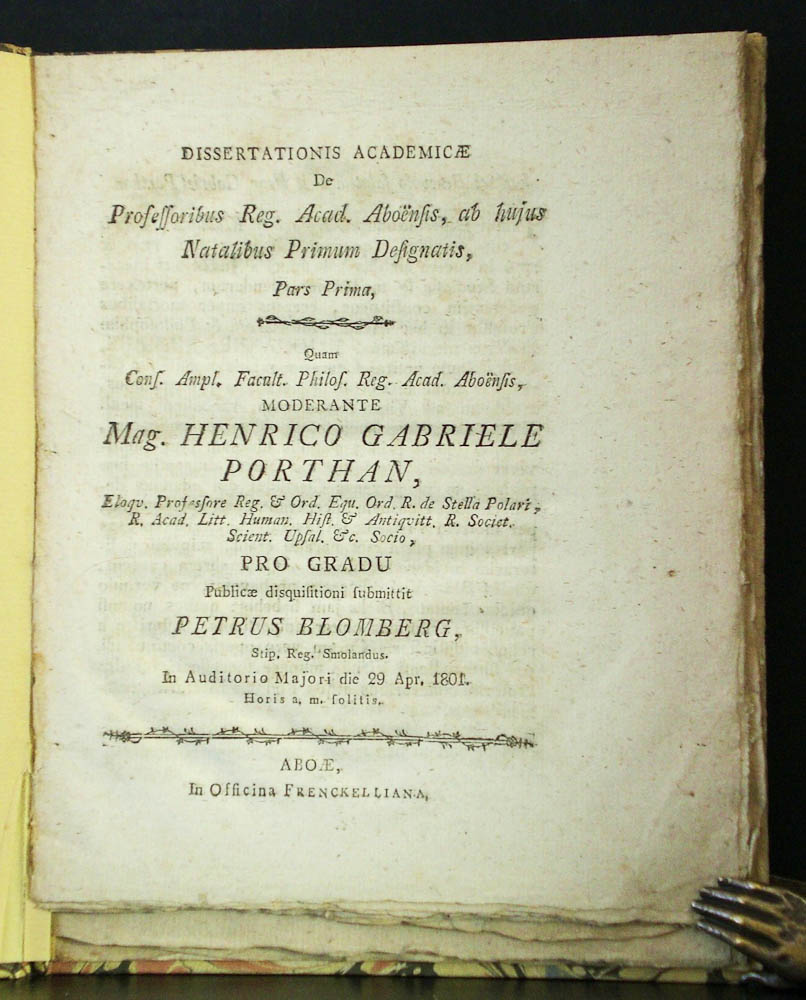 DISSERTATIONIS ACADEMICÆ
De
Profeſſoribus Reg. Acad. Aboënſis, ab hujus
Natalibus Primum Deſignatis,
Pars Prima,
Quam
Conſ. Ampl. Facult. Philoſ. Reg. Acad. Aboënſis,
MODERANTE
Mag. HENRICO GABRIELE
PORTHAN,
Eloqv. Profeſſore Reg. & Ord. Equ. Ord. R. de Stella Polari,
R. Acad. Litt. Human. Hiſt. & Antiqvitt. R. Societ.
Scient. Upſal. &c. Socio,
PRO GRADU
Publicæ disquiſitioni ſubmittit
PETRUS BLOMBERG,
Stip. Reg. Smolandus.
In Auditorio Majori die 29 Apr. 1801.
Horis a. m. ſolitis.
ABOÆ,
In Officina FRENCKELLIANA,